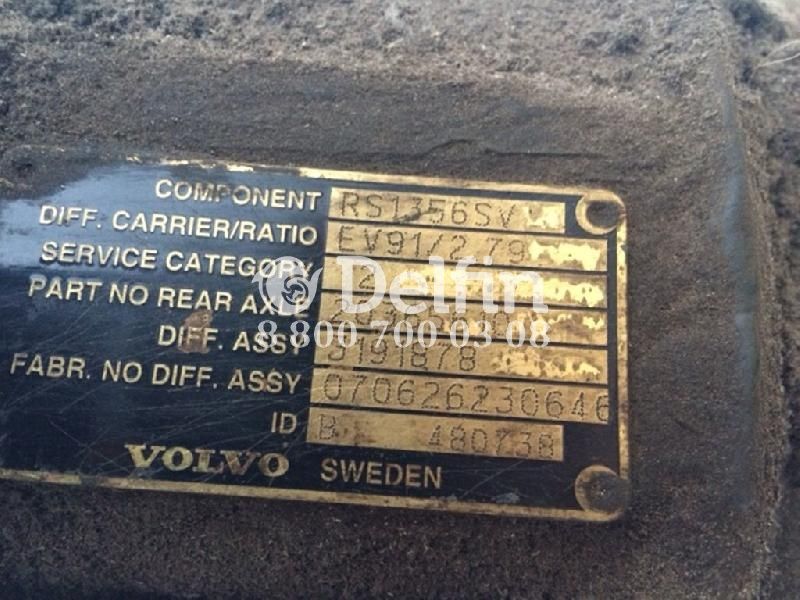 COMPONENT RS1356SV
DIFF. CARRIER/RATIO EV91/2.79
SERVICE CATEGORY
PART NO REAR AXLE
Delfin
8 800 700 03 08
DIFF. ASSY 3191878
FABR. NO DIFF. ASSY 070626230646
ID B 480738
VOLVO SWEDEN